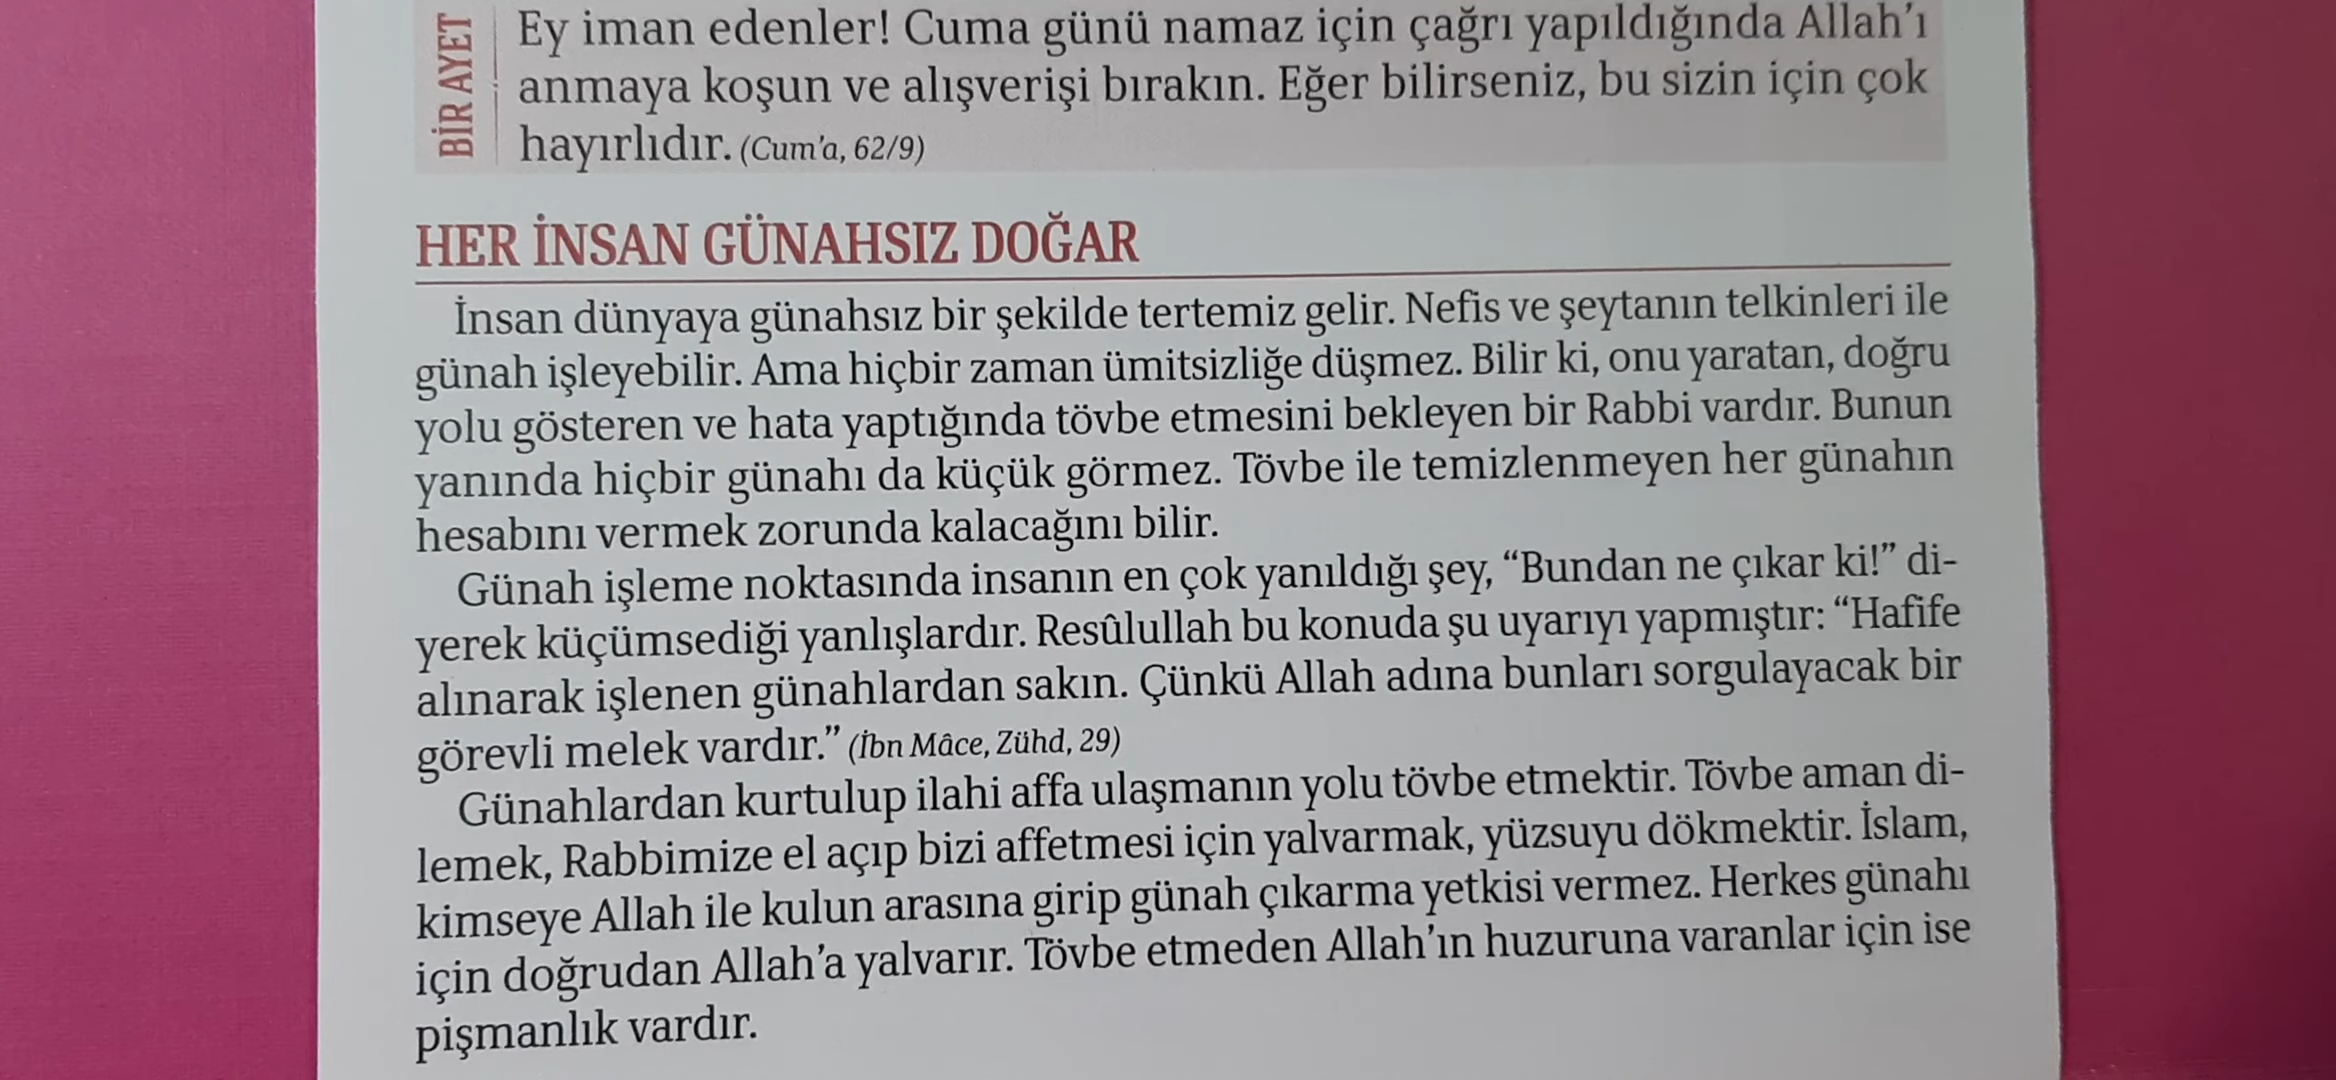 BİR AYET
Ey iman edenler! Cuma günü namaz için çağrı yapıldığında Allah’ı
anmaya koşun ve alışverişi bırakın. Eğer bilirseniz, bu sizin için çok
hayırlıdır. (Cum’a, 62/9)
HER İNSAN GÜNAHSIZ DOĞAR
İnsan dünyaya günahsız bir şekilde tertemiz gelir. Nefis ve şeytanın telkinleri ile
günah işleyebilir. Ama hiçbir zaman ümitsizliğe düşmez. Bilir ki, onu yaratan, doğru
yolu gösteren ve hata yaptığında tövbe etmesini bekleyen bir Rabbi vardır. Bunun
yanında hiçbir günahı da küçük görmez. Tövbe ile temizlenmeyen her günahın
hesabını vermek zorunda kalacağını bilir.
Günah işleme noktasında insanın en çok yanıldığı şey, “Bundan ne çıkar ki!” di-
yerek küçümsediği yanlışlardır. Resûlullah bu konuda şu uyarıyı yapmıştır: “Hafife
alınarak işlenen günahlardan sakın. Çünkü Allah adına bunları sorgulayacak bir
görevli melek vardır.” (İbn Mâce, Zühd, 29)
Günahlardan kurtulup ilahi affa ulaşmanın yolu tövbe etmektir. Tövbe aman di-
lemek, Rabbimize el açıp bizi affetmesi için yalvarmak, yüzsuyu dökmektir. İslam,
kimseye Allah ile kulun arasına girip günah çıkarma yetkisi vermez. Herkes günahı
için doğrudan Allah’a yalvarır. Tövbe etmeden Allah’ın huzuruna varanlar için ise
pişmanlık vardır.